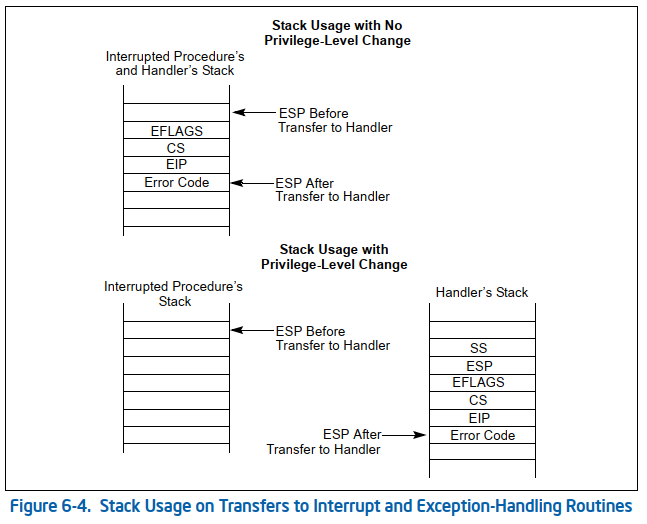 Stack Usage with No
Privilege-Level Change
Interrupted Procedure's
and Handler's Stack
ESP Before
Transfer to Handler
EFLAGS
CS
EIP
Error Code
ESP After
Transfer to Handler
Stack Usage with
Privilege-Level Change
Interrupted Procedure's
Stack
Handler's Stack
ESP Before
Transfer to Handler
SS
ESP
EFLAGS
CS
EIP
ESP After
Transfer to Handler
Error Code
Figure 6-4. Stack Usage on Transfers to Interrupt and Exception-Handling Routines